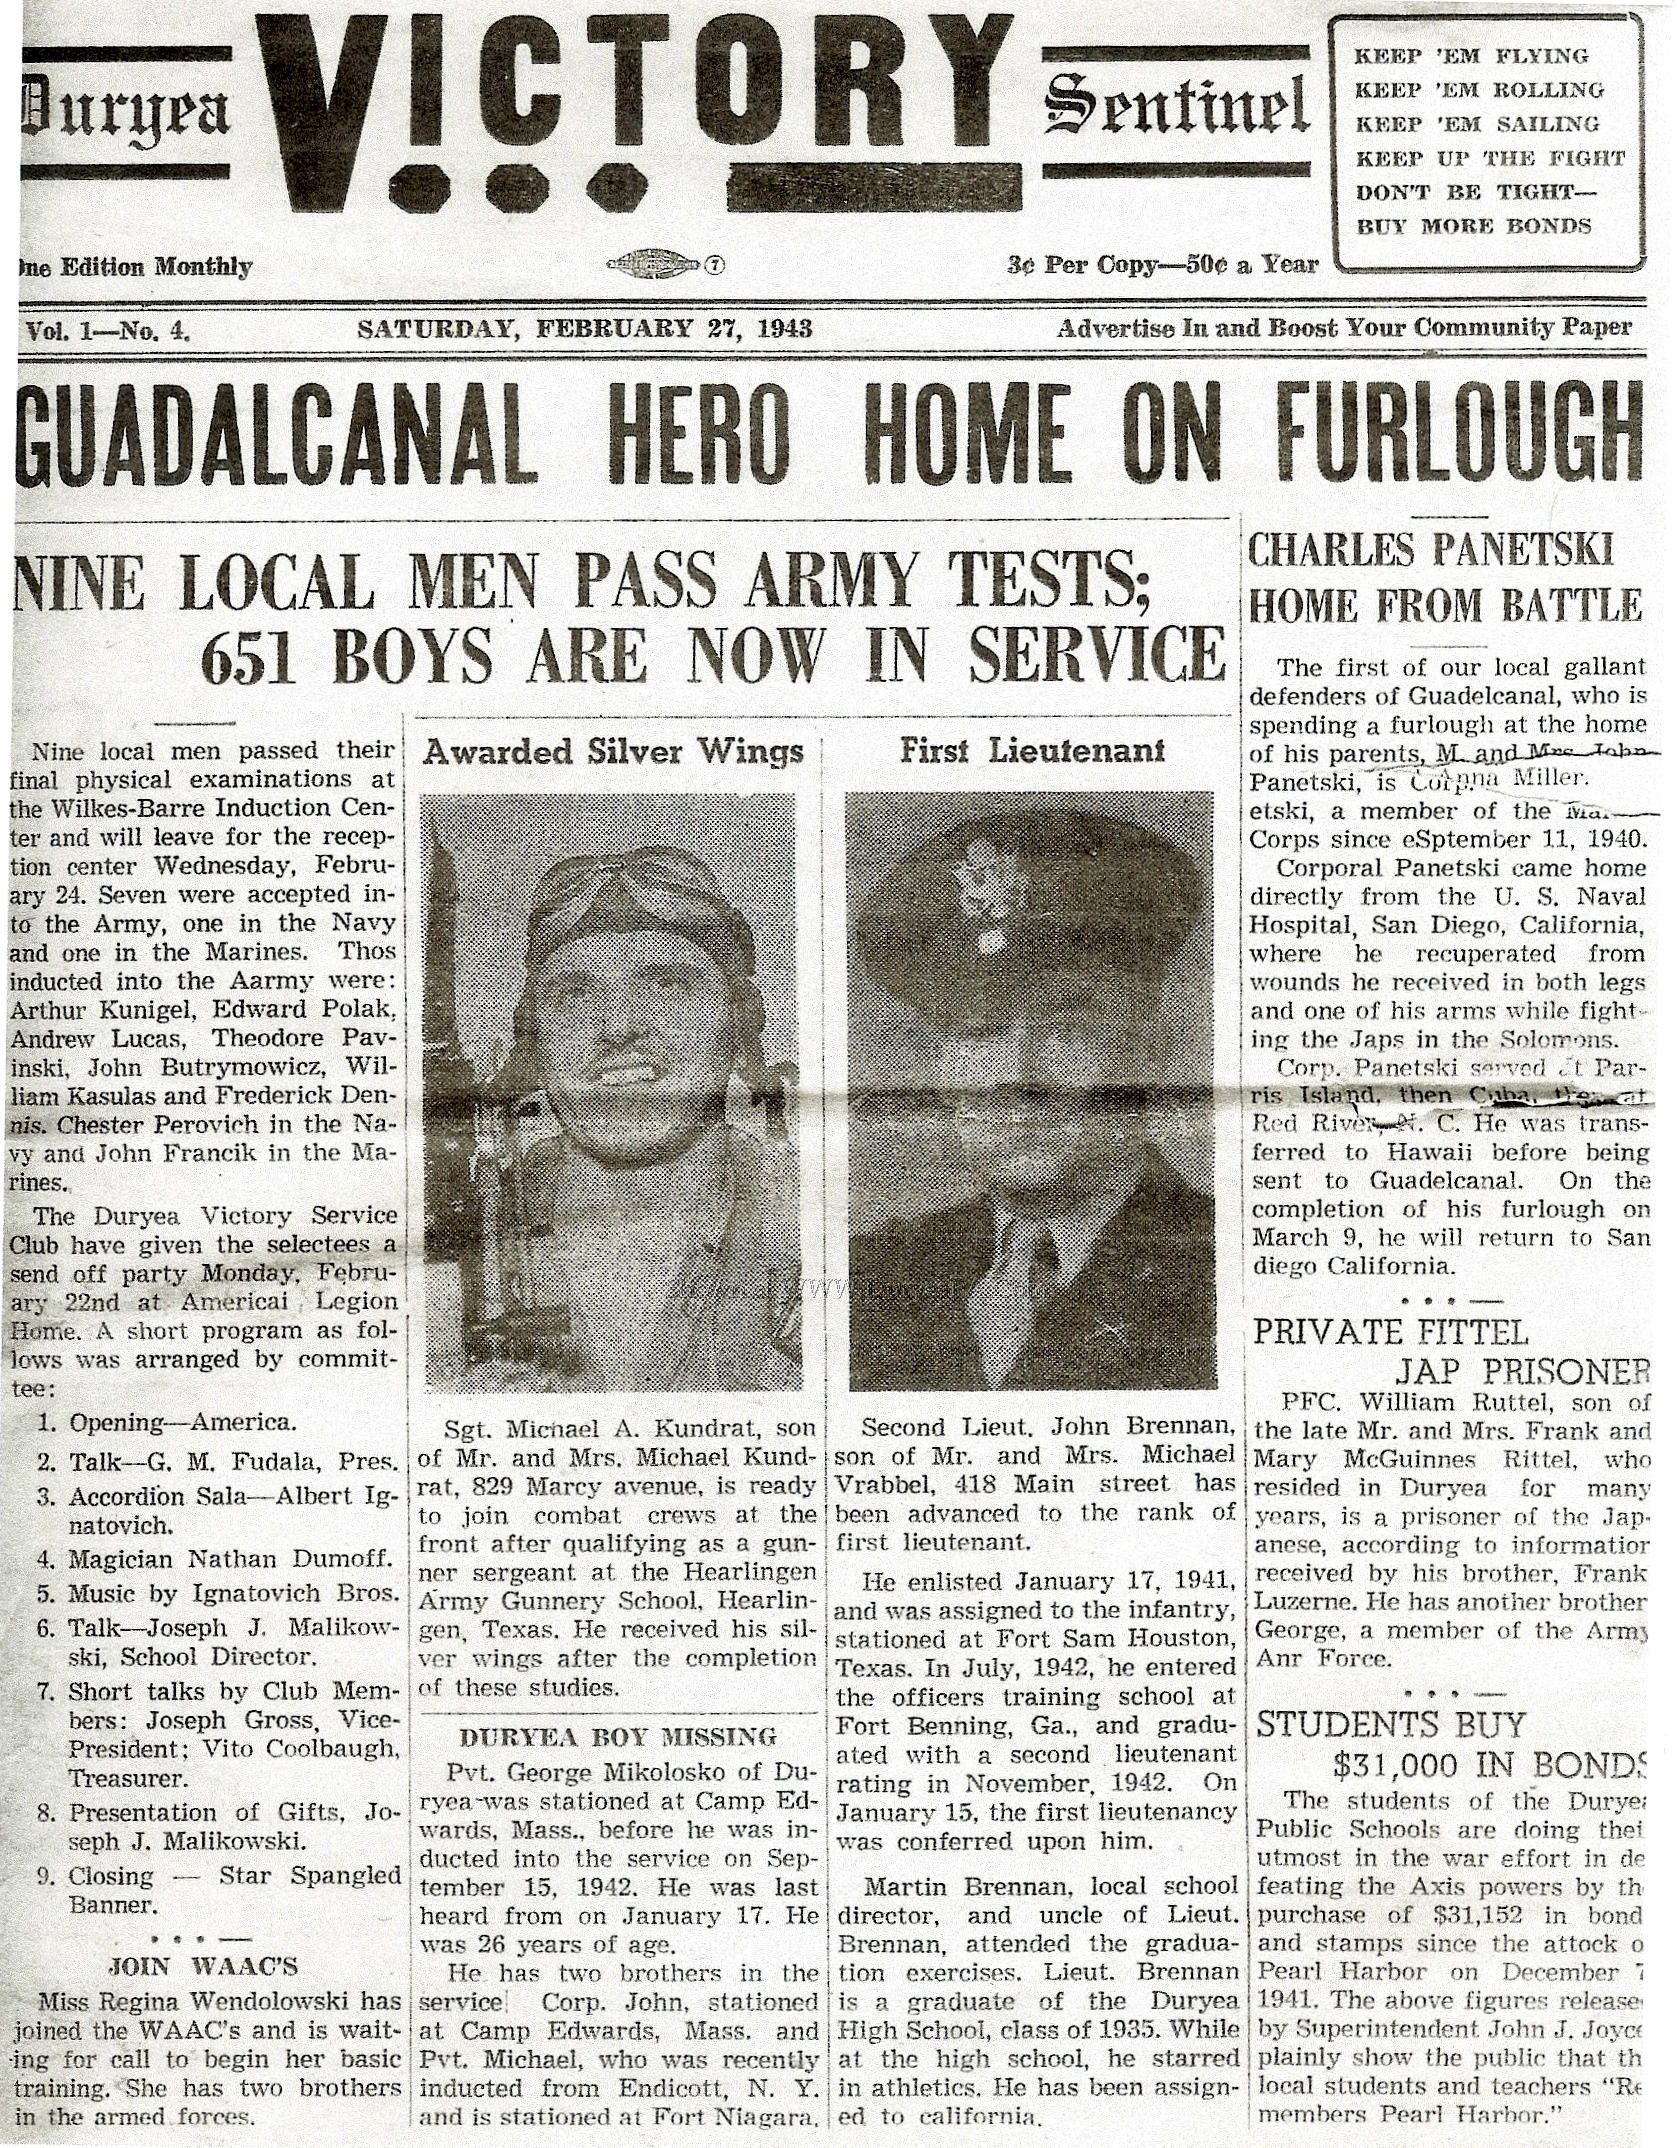 Duryea VICTORY Sentinel
KEEP 'EM FLYING
KEEP 'EM ROLLING
KEEP 'EM SAILING
KEEP UP THE FIGHT
DON'T BE TIGHT—
BUY MORE BONDS
One Edition Monthly
3¢ Per Copy—50¢ a Year
Vol. 1—No. 4.
SATURDAY, FEBRUARY 27, 1943
Advertise In and Boost Your Community Paper
GUADALCANAL HERO HOME ON FURLOUGH
NINE LOCAL MEN PASS ARMY TESTS;
651 BOYS ARE NOW IN SERVICE
Nine local men passed their
final physical examinations at
the Wilkes-Barre Induction Cen-
ter and will leave for the recep-
tion center Wednesday, Febru-
ary 24. Seven were accepted in-
to the Army, one in the Navy
and one in the Marines. Thos
inducted into the Aarmy were:
Arthur Kunigel, Edward Polak,
Andrew Lucas, Theodore Pav-
inski, John Butrymowicz, Wil-
liam Kasulas and Frederick Den-
nis. Chester Perovich in the Na-
vy and John Francik in the Ma-
rines.
The Duryea Victory Service
Club have given the selectees a
send off party Monday, Febru-
ary 22nd at Americai Legion
Home. A short program as fol-
lows was arranged by commit-
tee:
1. Opening—America.
2. Talk—G. M. Fudala, Pres.
3. Accordion Sala—Albert Ig-
natovich.
4. Magician Nathan Dumoff.
5. Music by Ignatovich Bros.
6. Talk—Joseph J. Malikow-
ski, School Director.
7. Short talks by Club Mem-
bers: Joseph Gross, Vice-
President; Vito Coolbaugh,
Treasurer.
8. Presentation of Gifts, Jo-
seph J. Malikowski.
9. Closing — Star Spangled
Banner.
JOIN WAAC'S
Miss Regina Wendolowski has
joined the WAAC's and is wait-
ing for call to begin her basic
training. She has two brothers
in the armed forces.
Awarded Silver Wings
Sgt. Michael A. Kundrat, son
of Mr. and Mrs. Michael Kund-
rat, 829 Marcy avenue, is ready
to join combat crews at the
front after qualifying as a gun-
ner sergeant at the Hearlingen
Army Gunnery School, Hearlin-
gen, Texas. He received his sil-
ver wings after the completion
of these studies.
DURYEA BOY MISSING
Pvt. George Mikolosko of Du-
ryea was stationed at Camp Ed-
wards, Mass., before he was in-
ducted into the service on Sep-
tember 15, 1942. He was last
heard from on January 17. He
was 26 years of age.
He has two brothers in the
service. Corp. John, stationed
at Camp Edwards, Mass. and
Pvt. Michael, who was recently
inducted from Endicott, N. Y.
and is stationed at Fort Niagara.
First Lieutenant
Second Lieut. John Brennan,
son of Mr. and Mrs. Michael
Vrabbel, 418 Main street has
been advanced to the rank of
first lieutenant.
He enlisted January 17, 1941,
and was assigned to the infantry,
stationed at Fort Sam Houston,
Texas. In July, 1942, he entered
the officers training school at
Fort Benning, Ga., and gradu-
ated with a second lieutenant
rating in November, 1942. On
January 15, the first lieutenancy
was conferred upon him.
Martin Brennan, local school
director, and uncle of Lieut.
Brennan, attended the gradua-
tion exercises. Lieut. Brennan
is a graduate of the Duryea
High School, class of 1935. While
at the high school, he starred
in athletics. He has been assign-
ed to california.
CHARLES PANETSKI
HOME FROM BATTLE
The first of our local gallant
defenders of Guadelcanal, who is
spending a furlough at the home
of his parents, M. and Mrs. John
Panetski, is Miller.
etski, a member of the
Corps since eSptember 11, 1940.
Corporal Panetski came home
directly from the U. S. Naval
Hospital, San Diego, California,
where he recuperated from
wounds he received in both legs
and one of his arms while fight-
ing the Japs in the Solomons.
Corp. Panetski served at Par-
ris Island, then Cuba, then at
Red River, N. C. He was trans-
ferred to Hawaii before being
sent to Guadelcanal. On the
completion of his furlough on
March 9, he will return to San
diego California.
PRIVATE FITTEL
JAP PRISONER
PFC. William Ruttel, son of
the late Mr. and Mrs. Frank and
Mary McGuinnes Rittel, who
resided in Duryea for many
years, is a prisoner of the Jap-
anese, according to information
received by his brother, Frank
Luzerne. He has another brother
George, a member of the Army
Anr Force.
STUDENTS BUY
$31,000 IN BONDS
The students of the Duryea
Public Schools are doing thei
utmost in the war effort in de
feating the Axis powers by th
purchase of $31,152 in bond
and stamps since the attock o
Pearl Harbor on December 7
1941. The above figures release
by Superintendent John J. Joyce
plainly show the public that th
local students and teachers "Re
members Pearl Harbor."